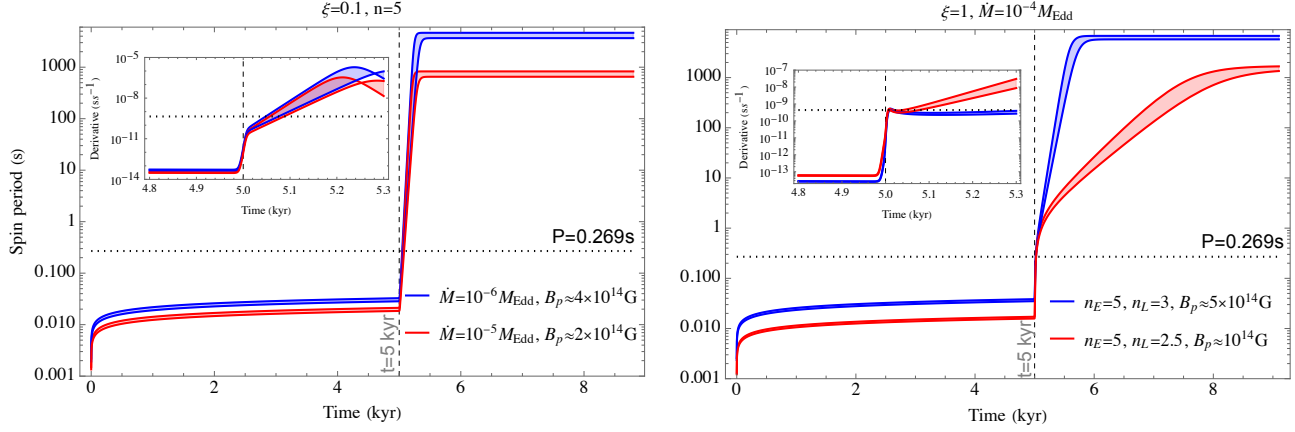 ξ=0.1, n=5
Spin period (s)
1000
100
10
1
0.100
0.010
0.001
0
2
4
6
8
Time (kyr)
P=0.269s
t=5 kyr
Ṁ=10⁻⁶M_Edd, B_p≈4×10¹⁴G
Ṁ=10⁻⁵M_Edd, B_p≈2×10¹⁴G
Derivative (ss⁻¹)
10⁻⁵
10⁻⁸
10⁻¹¹
10⁻¹⁴
4.8
4.9
5.0
5.1
5.2
5.3
Time (kyr)
ξ=1, Ṁ=10⁻⁴M_Edd
1000
100
10
1
0.100
0.010
0.001
0
2
4
6
8
Time (kyr)
P=0.269s
t=5 kyr
n_E=5, n_L=3, B_p≈5×10¹⁴G
n_E=5, n_L=2.5, B_p≈10¹⁴G
Derivative (ss⁻¹)
10⁻⁷
10⁻⁸
10⁻⁹
10⁻¹⁰
10⁻¹¹
10⁻¹²
10⁻¹³
4.8
4.9
5.0
5.1
5.2
5.3
Time (kyr)